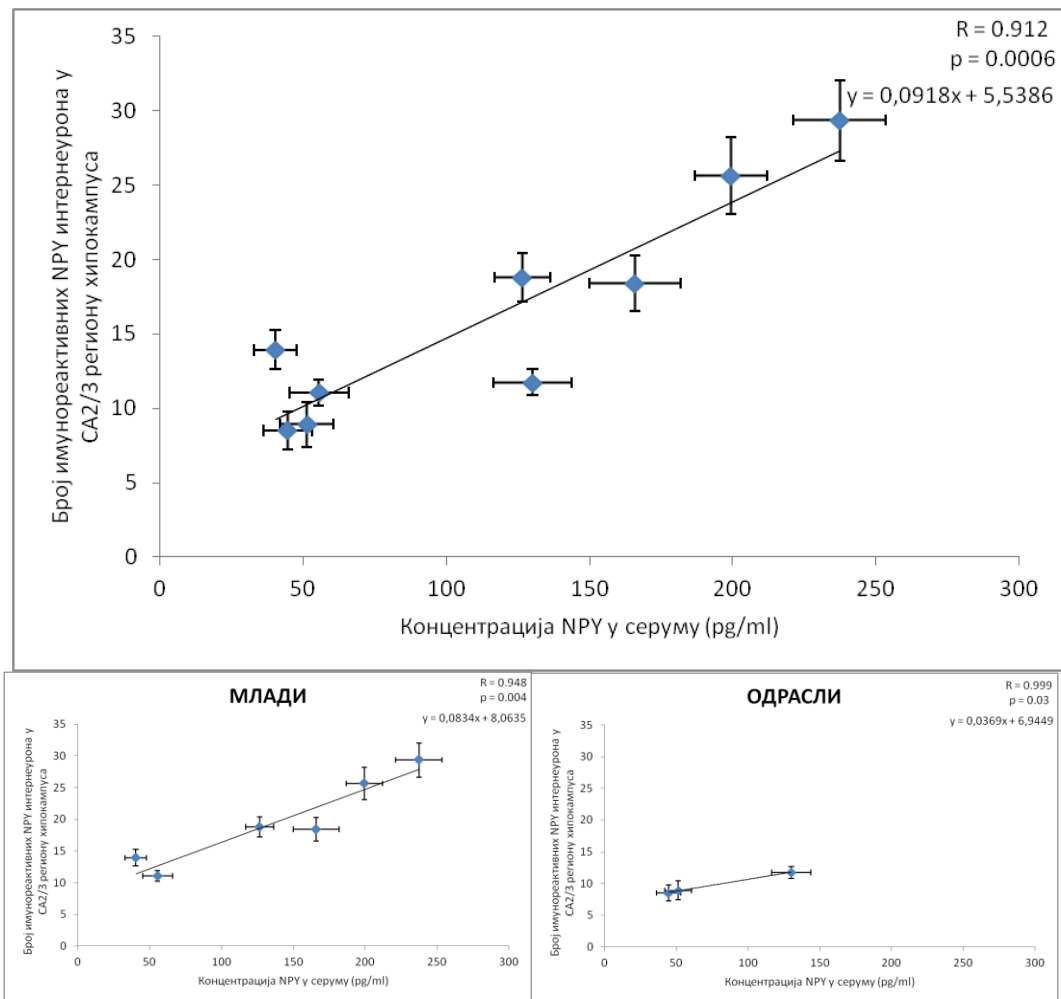 R = 0.912
p = 0.0006
y = 0,0918x + 5,5386
Број имунореактивних NPY интернеурона у
CA2/3 региону хипокампуса
35
30
25
20
15
10
5
0
0 50 100 150 200 250 300
Концентрација NPY у серуму (pg/ml)
МЛАДИ
R = 0.948
p = 0.004
y = 0,0834x + 8,0635
Број имунореактивних NPY интернеурона у
CA2/3 региону хипокампуса
35
30
25
20
15
10
5
0
0 50 100 150 200 250 300
Концентрација NPY у серуму (pg/ml)
ОДРАСЛИ
R = 0.999
p = 0.03
y = 0,0369x + 6,9449
Број имунореактивних NPY интернеурона у
CA2/3 региону хипокампуса
35
30
25
20
15
10
5
0
0 50 100 150 200 250 300
Концентрација NPY у серуму (pg/ml)